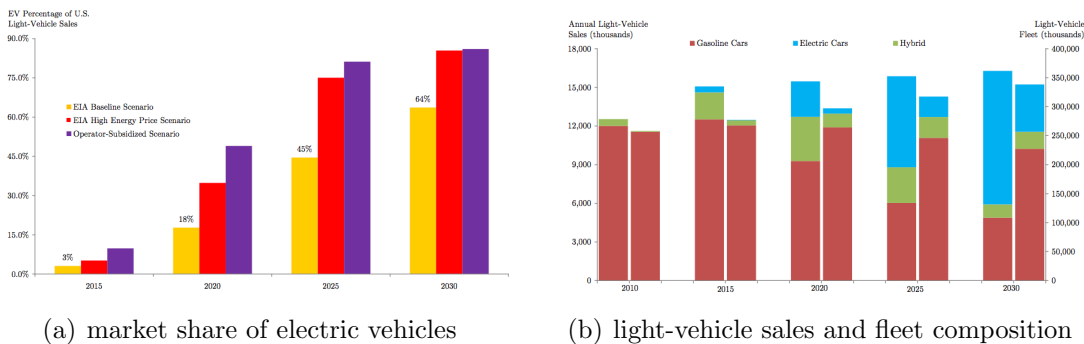 EV Percentage of U.S.
Light-Vehicle Sales
90.0%
75.0%
60.0%
45.0%
30.0%
15.0%
0.0%
EIA Baseline Scenario
EIA High Energy Price Scenario
Operator-Subsidized Scenario
3%
18%
45%
64%
2015
2020
2025
2030
(a) market share of electric vehicles
Annual Light-Vehicle
Sales (thousands)
Light-Vehicle
Fleet (thousands)
Gasoline Cars
Electric Cars
Hybrid
18,000
15,000
12,000
9,000
6,000
3,000
0
400,000
350,000
300,000
250,000
200,000
150,000
100,000
50,000
0
2010
2015
2020
2025
2030
(b) light-vehicle sales and fleet composition